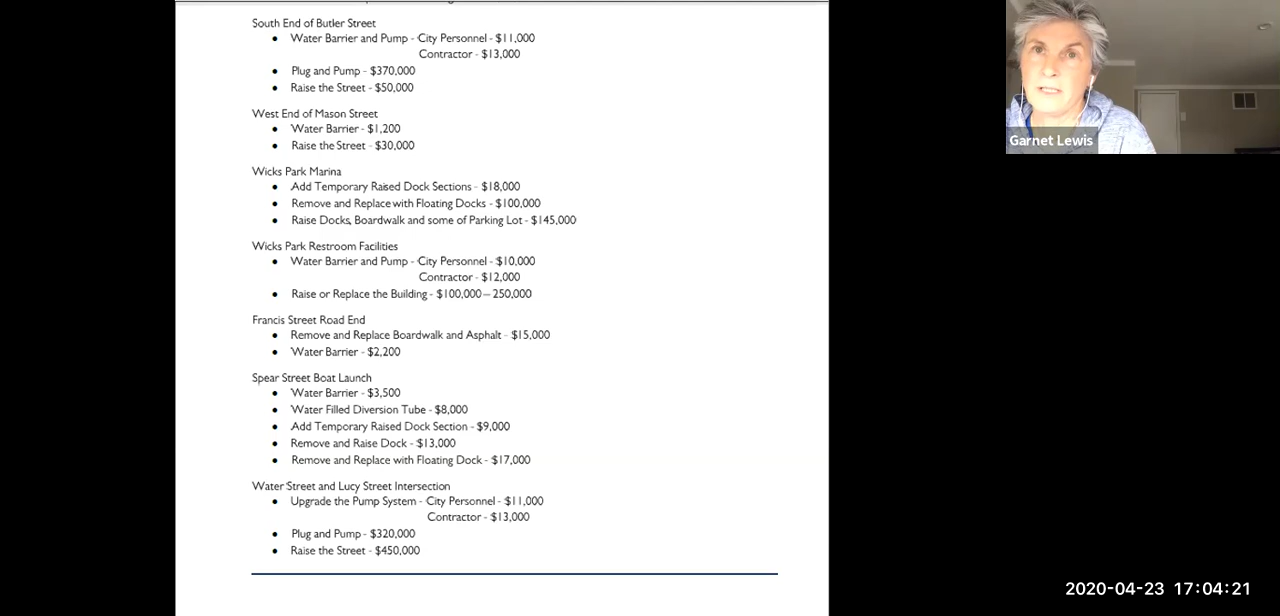 South End of Butler Street
• Water Barrier and Pump - City Personnel - $11,000
Contractor - $13,000
• Plug and Pump - $370,000
• Raise the Street - $50,000
West End of Mason Street
• Water Barrier - $1,200
• Raise the Street - $30,000
Wicks Park Marina
• Add Temporary Raised Dock Sections - $18,000
• Remove and Replace with Floating Docks - $100,000
• Raise Docks, Boardwalk and some of Parking Lot - $145,000
Wicks Park Restroom Facilities
• Water Barrier and Pump - City Personnel - $10,000
Contractor - $12,000
• Raise or Replace the Building - $100,000 – 250,000
Francis Street Road End
• Remove and Replace Boardwalk and Asphalt - $15,000
• Water Barrier - $2,200
Spear Street Boat Launch
• Water Barrier - $3,500
• Water Filled Diversion Tube - $8,000
• Add Temporary Raised Dock Section - $9,000
• Remove and Raise Dock - $13,000
• Remove and Replace with Floating Dock - $17,000
Water Street and Lucy Street Intersection
• Upgrade the Pump System - City Personnel - $11,000
Contractor - $13,000
• Plug and Pump - $320,000
• Raise the Street - $450,000
Garnet Lewis
2020-04-23 17:04:21